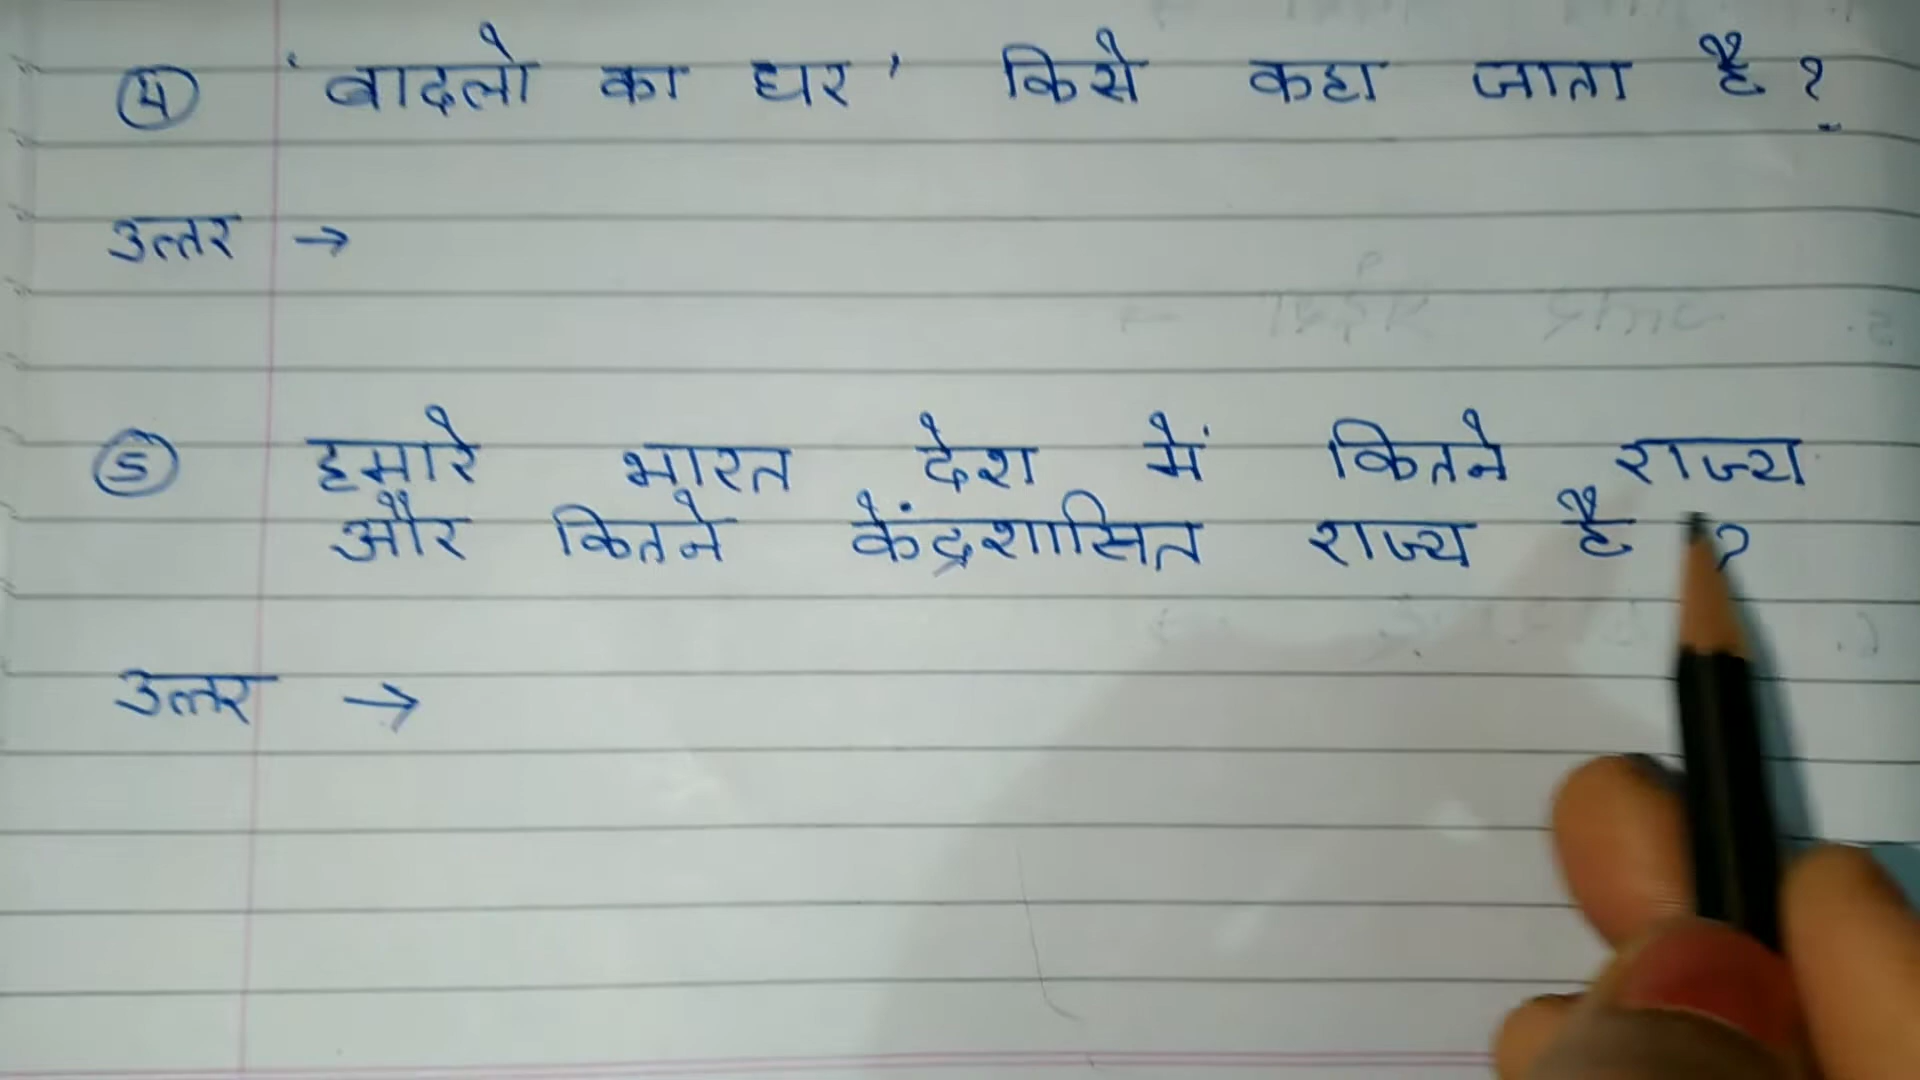 ④ 'बादलो का घर' किसे कहा जाता है?
उत्तर →
⑤ हमारे भारत देश में कितने राज्य
और कितने केंद्रशासित राज्य है?
उत्तर →